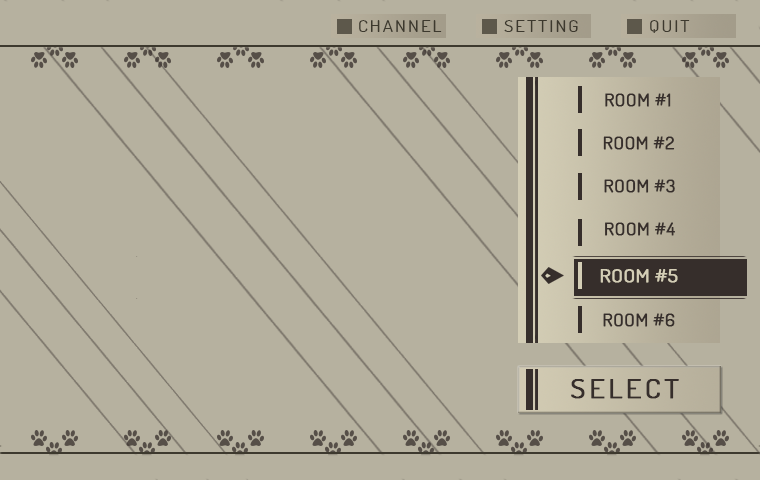 CHANNEL
SETTING
QUIT
ROOM #1
ROOM #2
ROOM #3
ROOM #4
ROOM #5
ROOM #6
SELECT